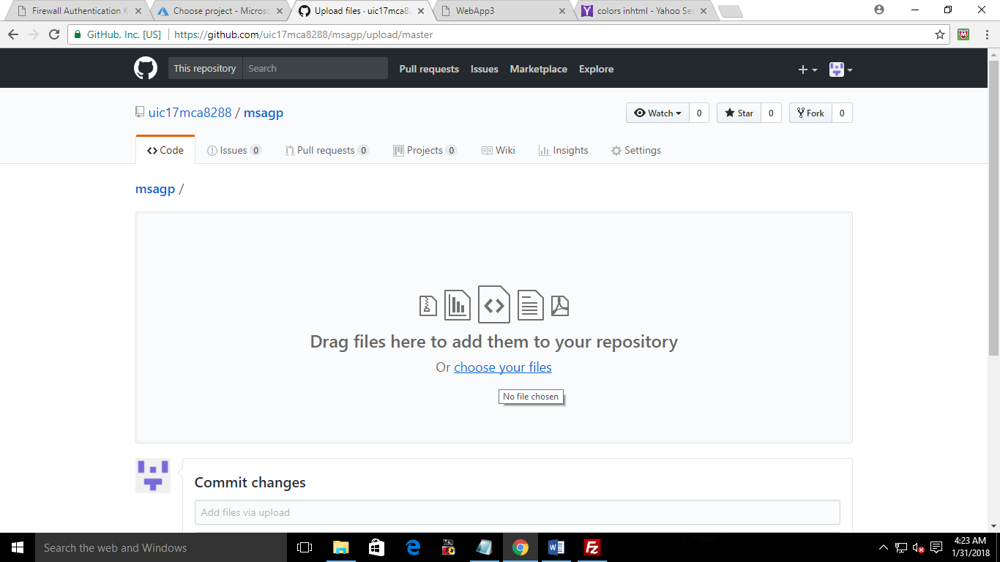 Firewall Authentication K
Choose project - Microso
Upload files · uic17mca82
WebApp3
colors inhtml - Yahoo Sea
GitHub, Inc. [US]
https://github.com/uic17mca8288/msagp/upload/master
This repository
Search
Pull requests
Issues
Marketplace
Explore
uic17mca8288 / msagp
Watch 0
Star 0
Fork 0
Code
Issues 0
Pull requests 0
Projects 0
Wiki
Insights
Settings
msagp /
Drag files here to add them to your repository
Or choose your files
No file chosen
Commit changes
Add files via upload
Search the web and Windows
4:23 AM
1/31/2018